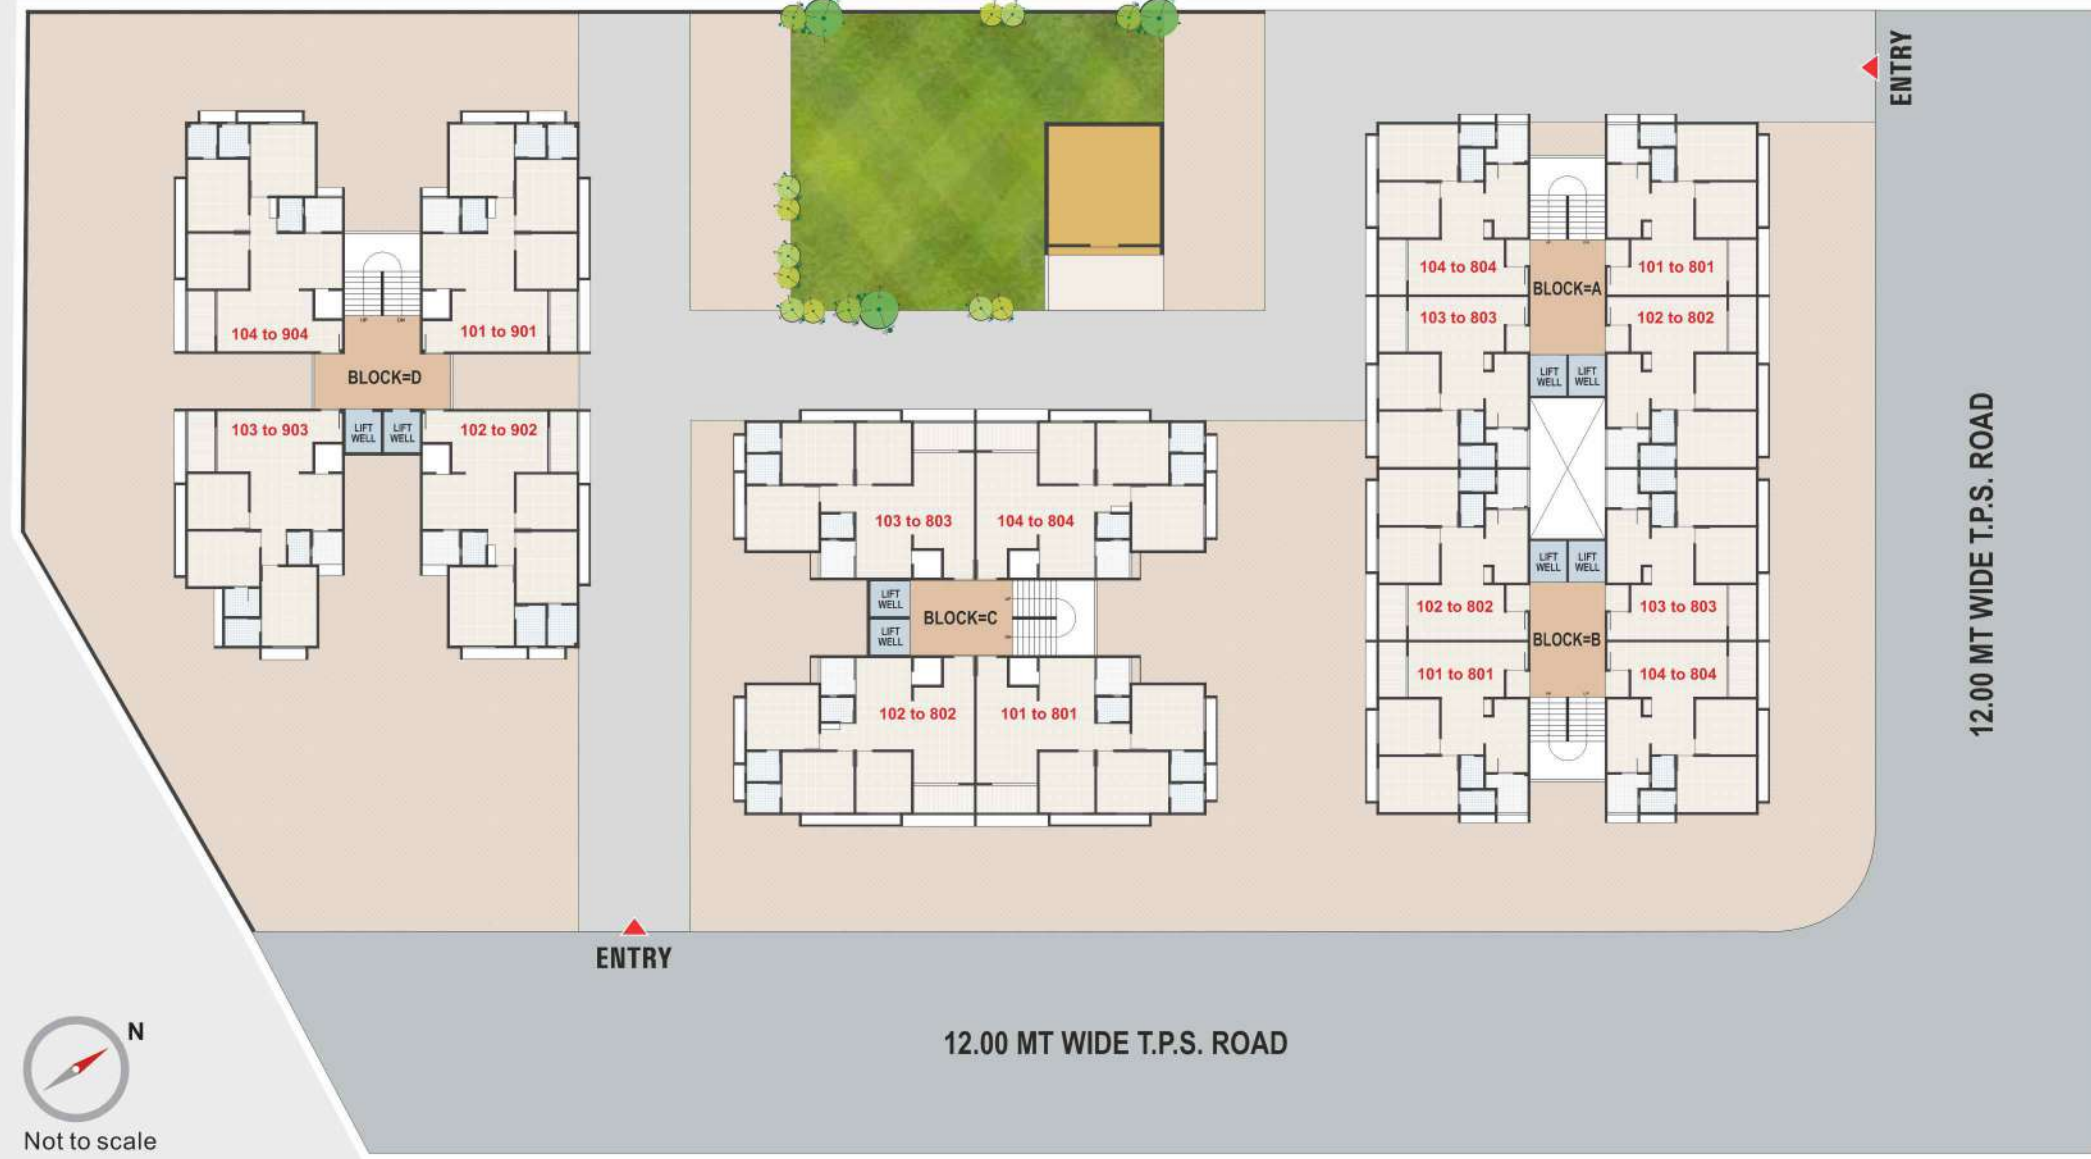 ENTRY
104 to 804
101 to 801
BLOCK=A
103 to 803
102 to 802
LIFT
WELL
LIFT
WELL
104 to 904
101 to 901
BLOCK=D
103 to 903
102 to 902
LIFT
WELL
LIFT
WELL
103 to 803
104 to 804
LIFT
WELL
LIFT
WELL
BLOCK=C
102 to 802
101 to 801
LIFT
WELL
LIFT
WELL
102 to 802
103 to 803
BLOCK=B
101 to 801
104 to 804
12.00 MT WIDE T.P.S. ROAD
ENTRY
12.00 MT WIDE T.P.S. ROAD
N
Not to scale